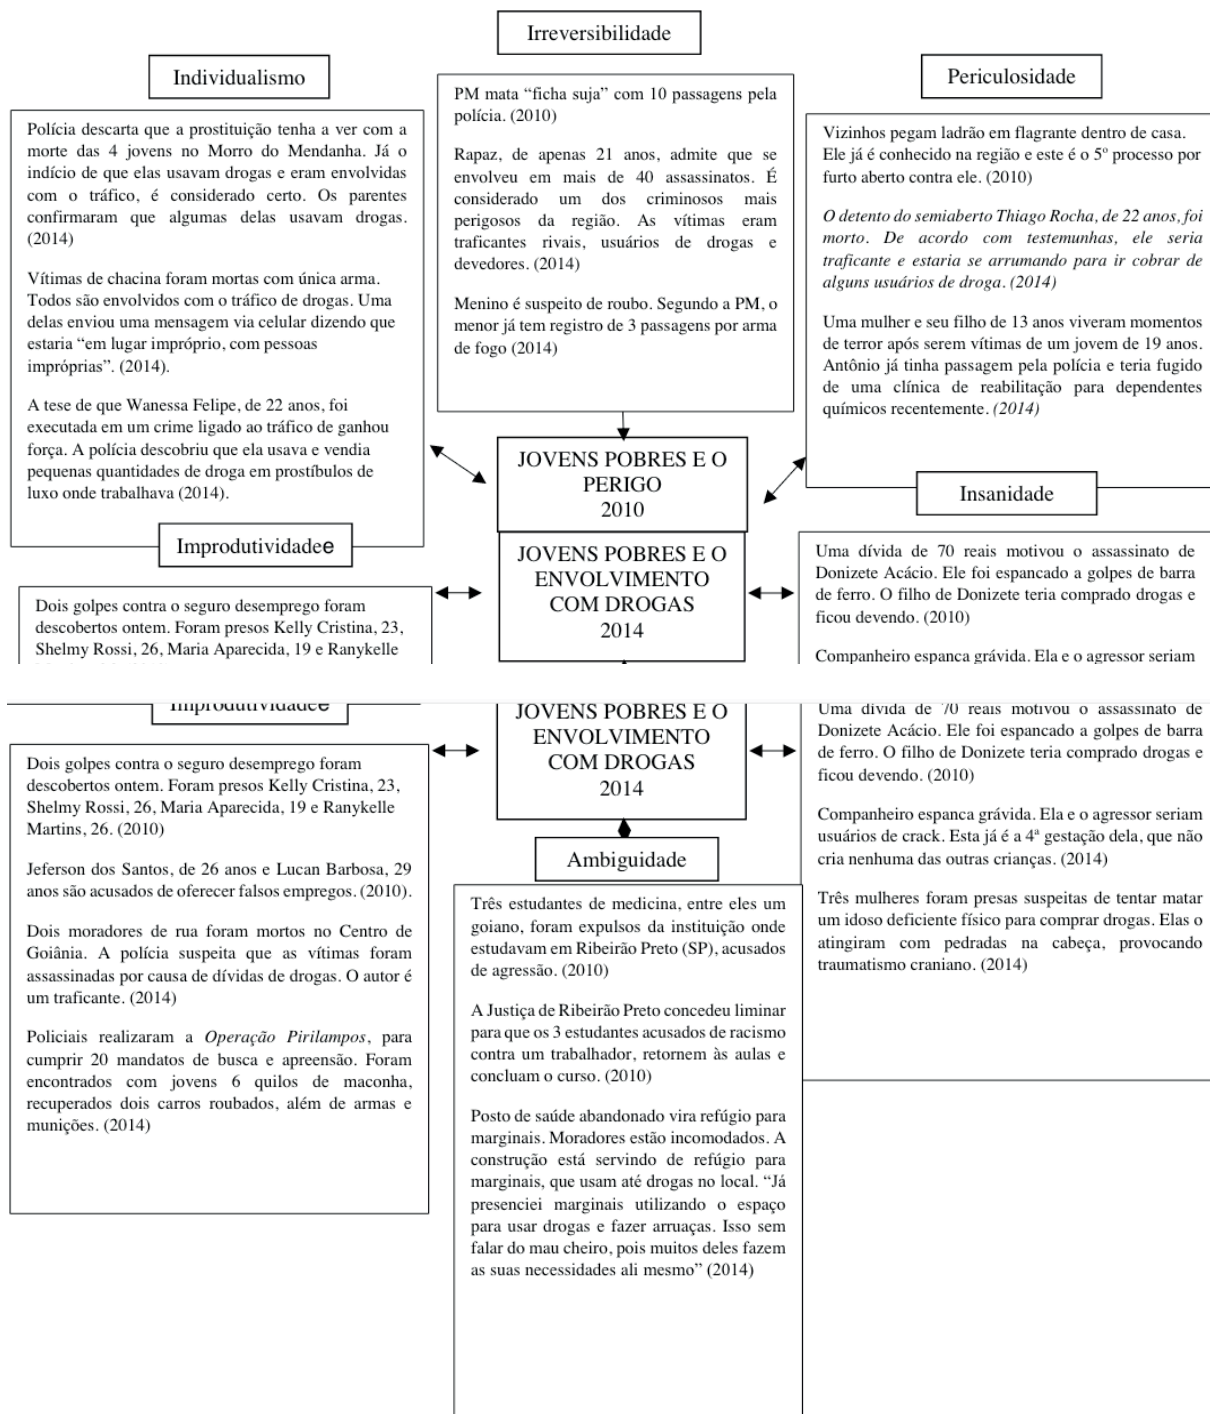 Irreversibilidade
Individualismo
Periculosidade
Polícia descarta que a prostituição tenha a ver com a
morte das 4 jovens no Morro do Mendanha. Já o
indício de que elas usavam drogas e eram envolvidas
com o tráfico, é considerado certo. Os parentes
confirmaram que algumas delas usavam drogas.
(2014)
Vítimas de chacina foram mortas com única arma.
Todos são envolvidos com o tráfico de drogas. Uma
delas enviou uma mensagem via celular dizendo que
estaria “em lugar impróprio, com pessoas
impróprias”. (2014).
A tese de que Wanessa Felipe, de 22 anos, foi
executada em um crime ligado ao tráfico de ganhou
força. A polícia descobriu que ela usava e vendia
pequenas quantidades de droga em prostíbulos de
luxo onde trabalhava (2014).
PM mata “ficha suja” com 10 passagens pela
polícia. (2010)
Rapaz, de apenas 21 anos, admite que se
envolveu em mais de 40 assassinatos. É
considerado um dos criminosos mais
perigosos da região. As vítimas eram
traficantes rivais, usuários de drogas e
devedores. (2014)
Menino é suspeito de roubo. Segundo a PM, o
menor já tem registro de 3 passagens por arma
de fogo (2014)
Vizinhos pegam ladrão em flagrante dentro de casa.
Ele já é conhecido na região e este é o 5º processo por
furto aberto contra ele. (2010)
O detento do semiaberto Thiago Rocha, de 22 anos, foi
morto. De acordo com testemunhas, ele seria
traficante e estaria se arrumando para ir cobrar de
alguns usuários de droga. (2014)
Uma mulher e seu filho de 13 anos viveram momentos
de terror após serem vítimas de um jovem de 19 anos.
Antônio já tinha passagem pela polícia e teria fugido
de uma clínica de reabilitação para dependentes
químicos recentemente. (2014)
JOVENS POBRES E O
PERIGO
2010
Insanidade
Improdutividadee
JOVENS POBRES E O
ENVOLVIMENTO
COM DROGAS
2014
Dois golpes contra o seguro desemprego foram
descobertos ontem. Foram presos Kelly Cristina, 23,
Shelmy Rossi, 26, Maria Aparecida, 19 e Ranykelle
Uma dívida de 70 reais motivou o assassinato de
Donizete Acácio. Ele foi espancado a golpes de barra
de ferro. O filho de Donizete teria comprado drogas e
ficou devendo. (2010)
Companheiro espanca grávida. Ela e o agressor seriam
Improdutividadee
JOVENS POBRES E O
ENVOLVIMENTO
COM DROGAS
2014
Dois golpes contra o seguro desemprego foram
descobertos ontem. Foram presos Kelly Cristina, 23,
Shelmy Rossi, 26, Maria Aparecida, 19 e Ranykelle
Martins, 26. (2010)
Jeferson dos Santos, de 26 anos e Lucan Barbosa, 29
anos são acusados de oferecer falsos empregos. (2010).
Dois moradores de rua foram mortos no Centro de
Goiânia. A polícia suspeita que as vítimas foram
assassinadas por causa de dívidas de drogas. O autor é
um traficante. (2014)
Policiais realizaram a Operação Pirilampos, para
cumprir 20 mandatos de busca e apreensão. Foram
encontrados com jovens 6 quilos de maconha,
recuperados dois carros roubados, além de armas e
munições. (2014)
Ambiguidade
Três estudantes de medicina, entre eles um
goiano, foram expulsos da instituição onde
estudavam em Ribeirão Preto (SP), acusados
de agressão. (2010)
A Justiça de Ribeirão Preto concedeu liminar
para que os 3 estudantes acusados de racismo
contra um trabalhador, retornem às aulas e
concluam o curso. (2010)
Posto de saúde abandonado vira refúgio para
marginais. Moradores estão incomodados. A
construção está servindo de refúgio para
marginais, que usam até drogas no local. “Já
presenciei marginais utilizando o espaço
para usar drogas e fazer arruaças. Isso sem
falar do mau cheiro, pois muitos deles fazem
as suas necessidades ali mesmo” (2014)
Uma dívida de 70 reais motivou o assassinato de
Donizete Acácio. Ele foi espancado a golpes de barra
de ferro. O filho de Donizete teria comprado drogas e
ficou devendo. (2010)
Companheiro espanca grávida. Ela e o agressor seriam
usuários de crack. Esta já é a 4ª gestação dela, que não
cria nenhuma das outras crianças. (2014)
Três mulheres foram presas suspeitas de tentar matar
um idoso deficiente físico para comprar drogas. Elas o
atingiram com pedradas na cabeça, provocando
traumatismo craniano. (2014)